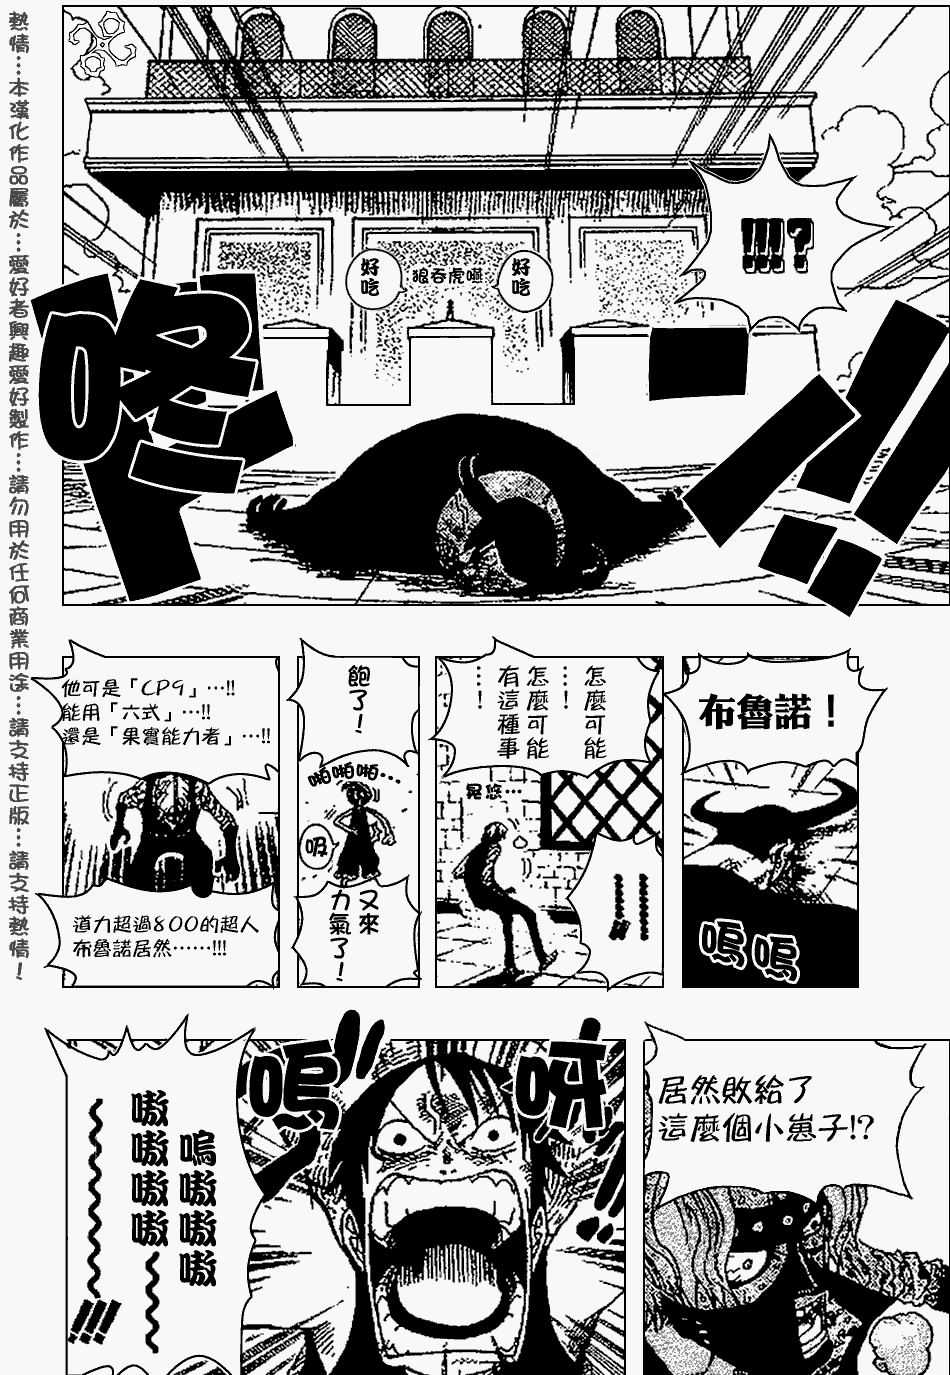 熱情…本漢化作品屬於…愛好者興趣愛好製作…請勿用於任何商業用途…請支持正版…請支持熱情！
!!!?
好吃
狼吞虎嚥
好吃
咚
!!
布魯諾！
嗚嗚
怎麼可能
…！
怎麼可能
有這種事
…！
晃悠…
飽了！
啪啪啪…
吸
又來
力氣了！
他可是「CP9」…!!
能用「六式」…!!
還是「果實能力者」…!!
道力超過800的超人
布魯諾居然……!!!
居然敗給了
這麼個小崽子!?
嗚
呀
!!
嗚嗷嗷嗷
嗷嗷嗷嗷
!!!